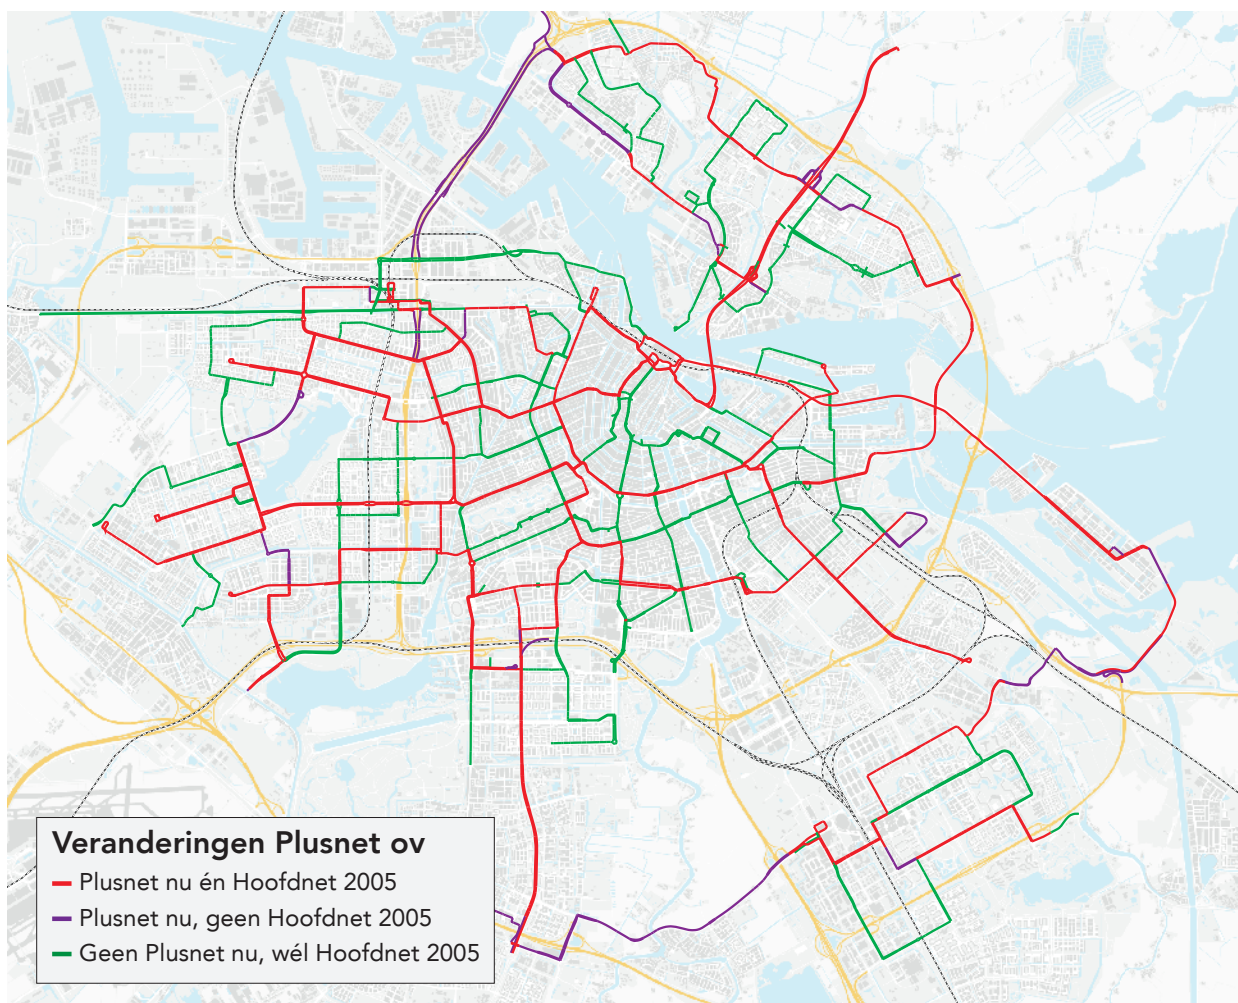 Veranderingen Plusnet ov
Plusnet nu én Hoofdnet 2005
Plusnet nu, geen Hoofdnet 2005
Geen Plusnet nu, wél Hoofdnet 2005